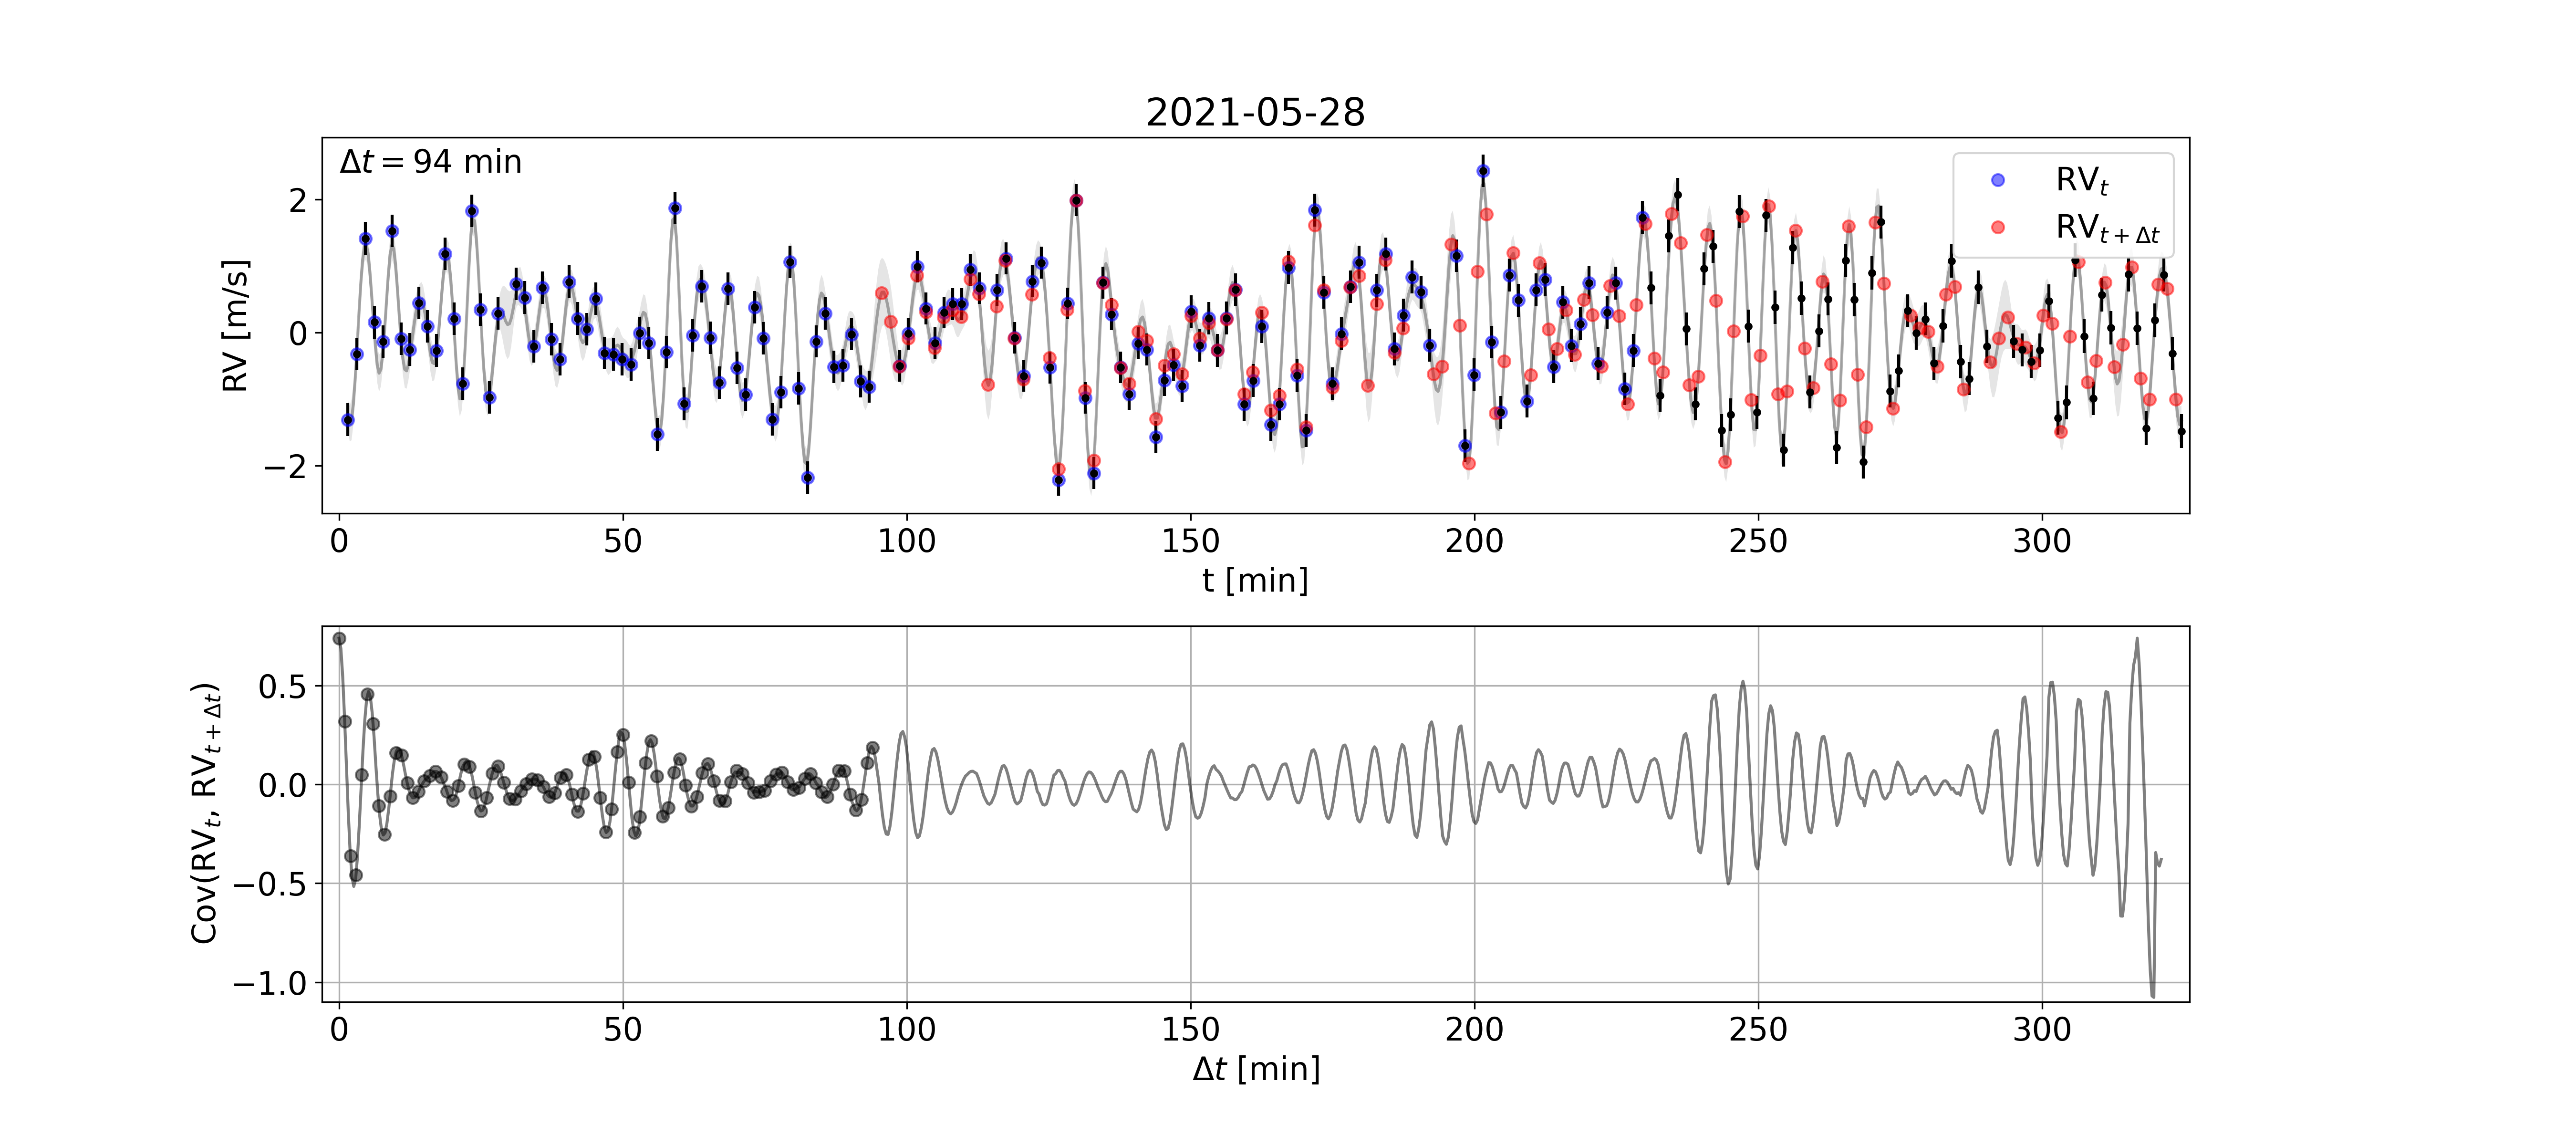 2021-05-28
Δt = 94 min
RV_t
RV_{t+Δt}
RV [m/s]
2
0
−2
0 50 100 150 200 250 300
t [min]
Cov(RV_t, RV_{t+Δt})
0.5
0.0
−0.5
−1.0
0 50 100 150 200 250 300
Δt [min]